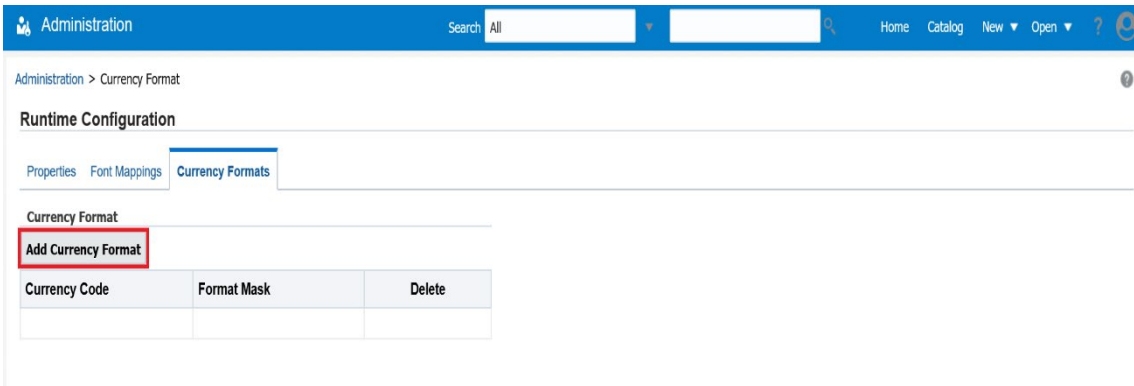 Administration Search All Home Catalog New ▼ Open ▼ ?
Administration > Currency Format ?
Runtime Configuration
Properties Font Mappings Currency Formats
Currency Format
Add Currency Format
Currency Code Format Mask Delete